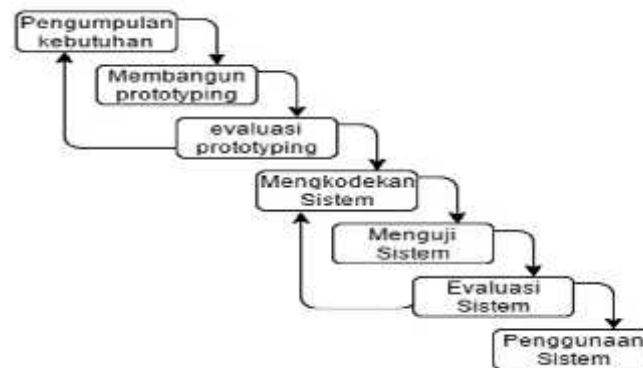 Pengumpulan
kebutuhan
Membangun
prototyping
evaluasi
prototyping
Mengkodekan
Sistem
Menguji
Sistem
Evaluasi
Sistem
Penggunaan
Sistem